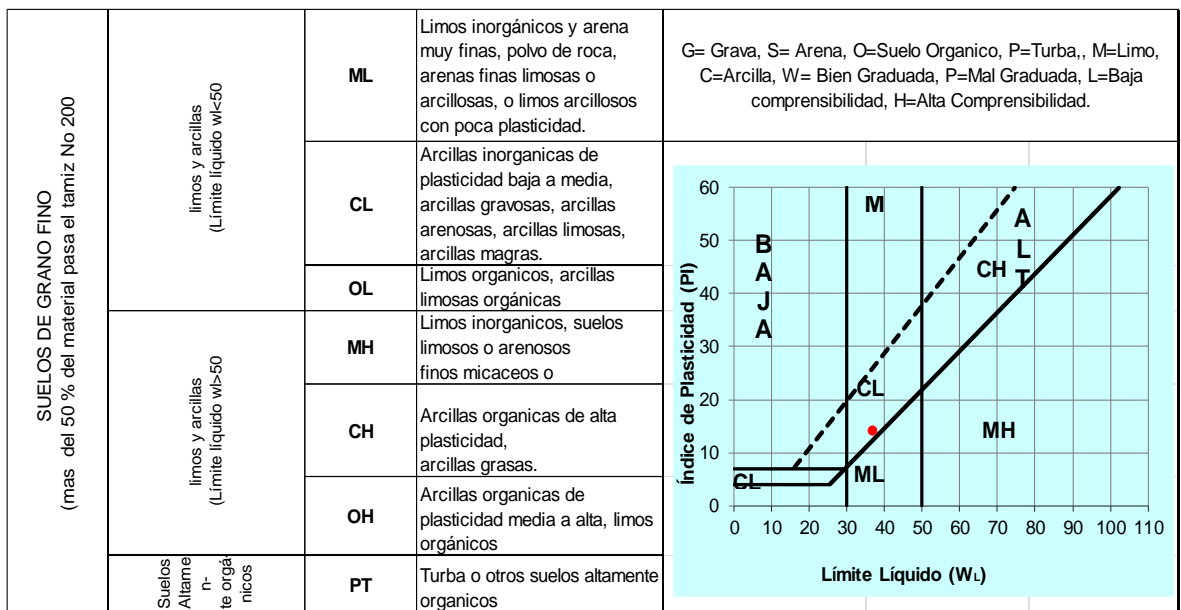 SUELOS DE GRANO FINO
(mas del 50 % del material pasa el tamiz No 200
limos y arcillas
(Límite líquido wl<50
ML
Limos inorgánicos y arena
muy finas, polvo de roca,
arenas finas limosas o
arcillosas, o limos arcillosos
con poca plasticidad.
CL
Arcillas inorganicas de
plasticidad baja a media,
arcillas gravosas, arcillas
arenosas, arcillas limosas,
arcillas magras.
OL
Limos organicos, arcillas
limosas orgánicas
limos y arcillas
(Límite líquido wl>50
MH
Limos inorganicos, suelos
limosos o arenosos
finos micaceos o
CH
Arcillas organicas de alta
plasticidad,
arcillas grasas.
OH
Arcillas organicas de
plasticidad media a alta, limos
orgánicos
Suelos
Altame
n-
te orgá-
nicos
PT
Turba o otros suelos altamente
organicos
G= Grava, S= Arena, O=Suelo Organico, P=Turba,, M=Limo,
C=Arcilla, W= Bien Graduada, P=Mal Graduada, L=Baja
comprensibilidad, H=Alta Comprensibilidad.
Índice de Plasticidad (PI)
60
50
40
30
20
10
0
B
A
J
A
M
A
L
T
CH
CL
MH
ML
CL
0 10 20 30 40 50 60 70 80 90 100 110
Límite Líquido (WL)